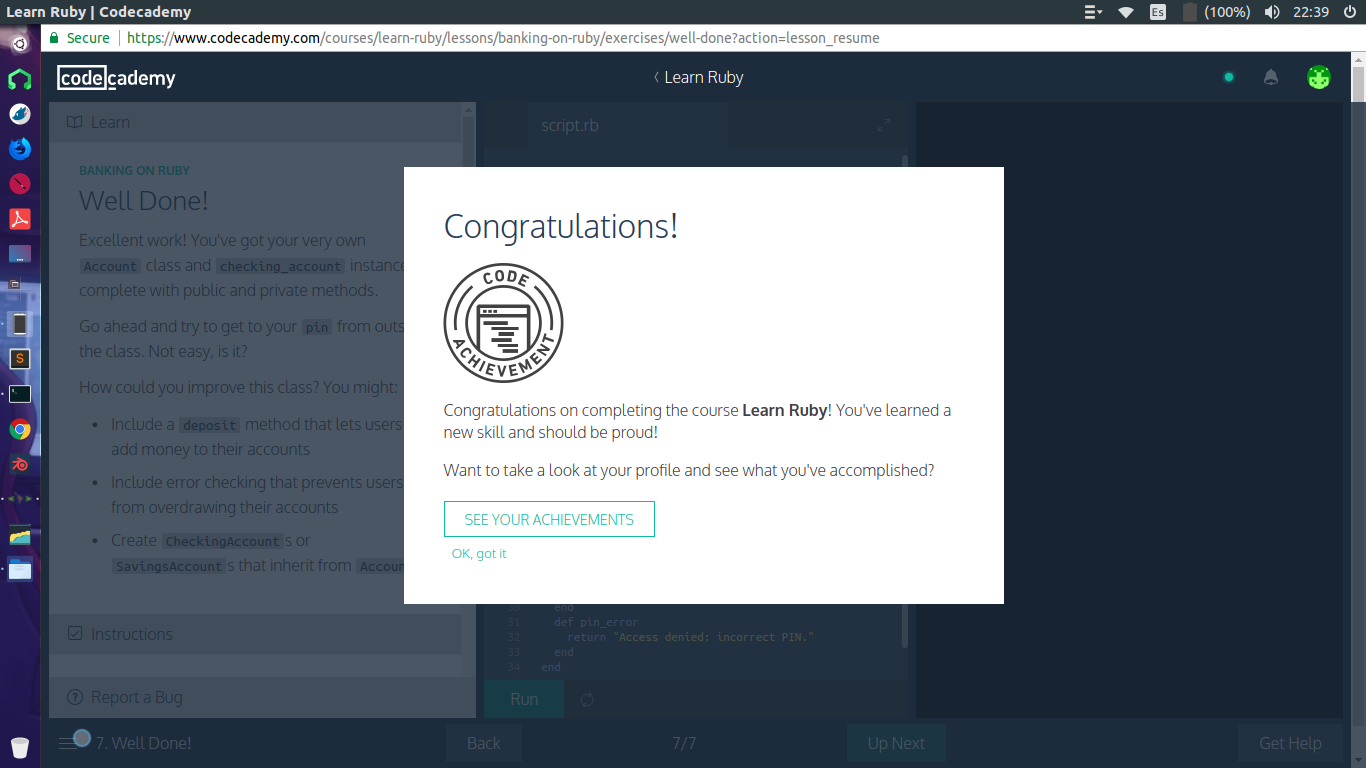 Learn Ruby | Codecademy
Es
(100%)
22:39
Secure
https://www.codecademy.com/courses/learn-ruby/lessons/banking-on-ruby/exercises/well-done?action=lesson_resume
codecademy
Learn Ruby
Learn
script.rb
BANKING ON RUBY
Well Done!
Excellent work! You've got your very own
Account class and checking_account instance
complete with public and private methods.
Go ahead and try to get to your pin from outs
the class. Not easy, is it?
How could you improve this class? You might:
Include a deposit method that lets users
add money to their accounts
Include error checking that prevents users
from overdrawing their accounts
Create CheckingAccounts or
SavingsAccounts that inherit from Accoun
Instructions
Report a Bug
Congratulations!
CODE
ACHIEVEMENT
Congratulations on completing the course Learn Ruby! You've learned a
new skill and should be proud!
Want to take a look at your profile and see what you've accomplished?
SEE YOUR ACHIEVEMENTS
OK, got it
30 end
31 def pin_error
32 return "Access denied: incorrect PIN."
33 end
34 end
Run
7. Well Done!
Back
7/7
Up Next
Get Help